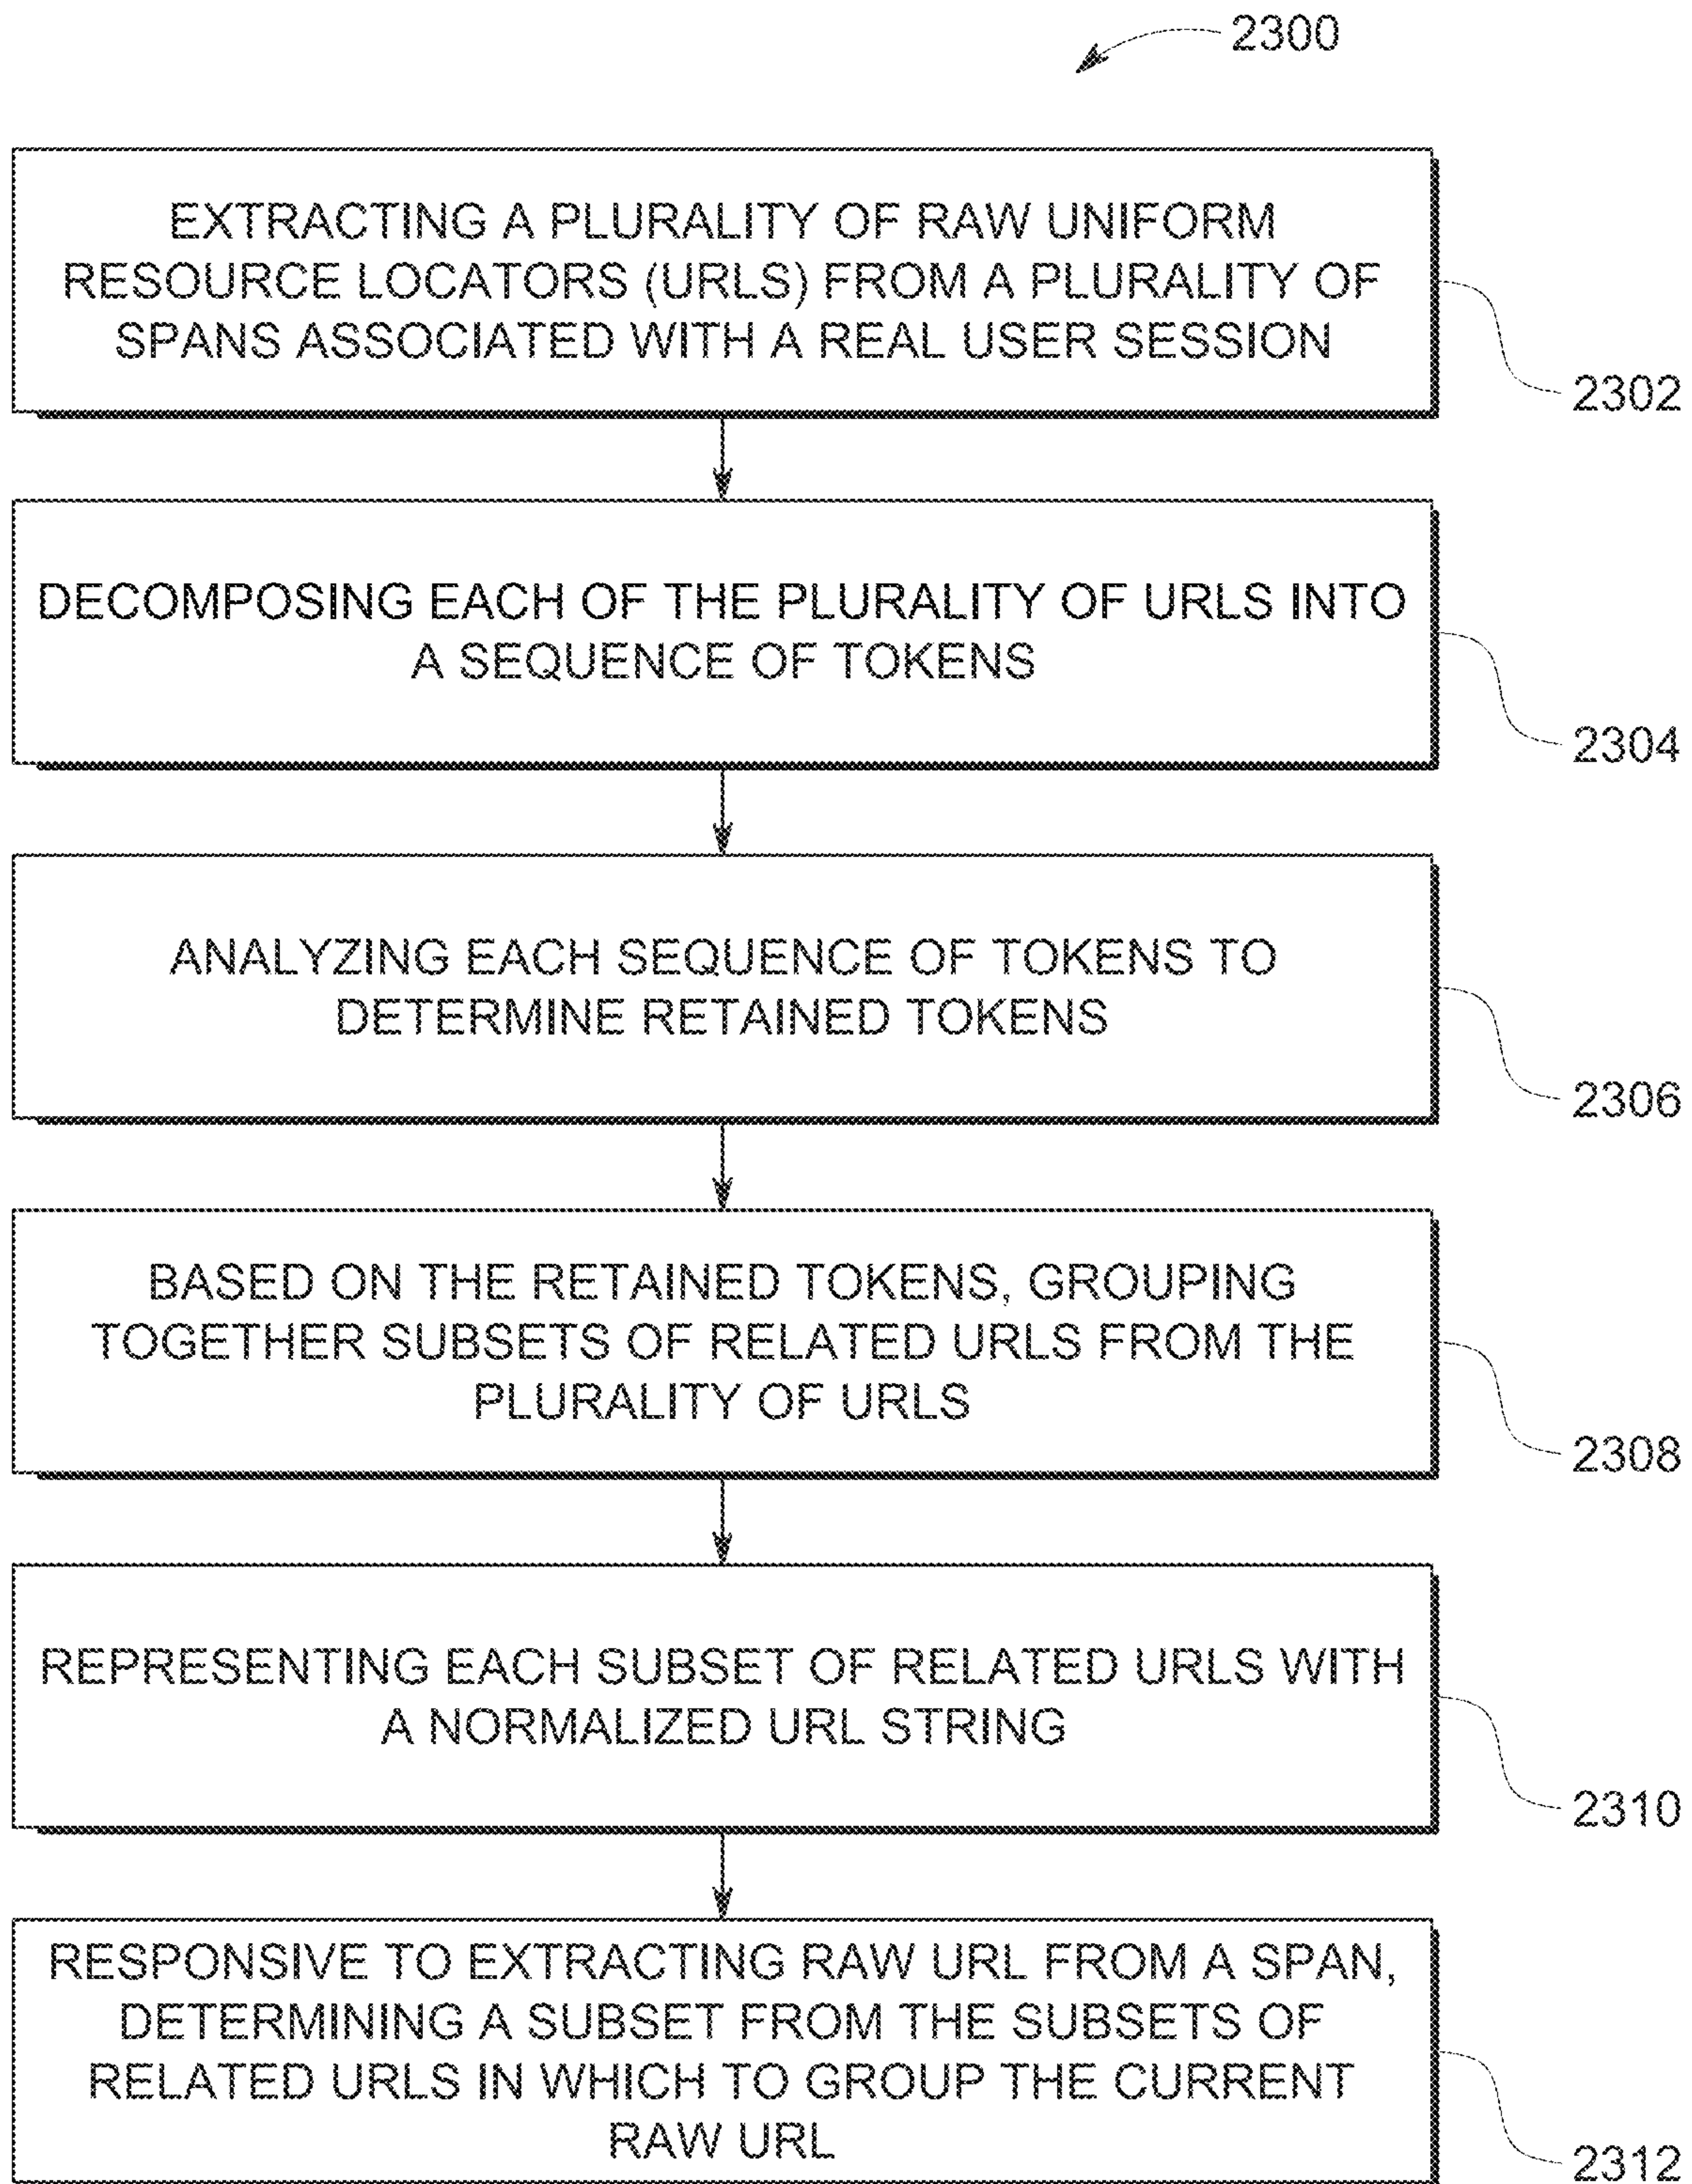 2300
EXTRACTING A PLURALITY OF RAW UNIFORM
RESOURCE LOCATORS (URLS) FROM A PLURALITY OF
SPANS ASSOCIATED WITH A REAL USER SESSION
2302
DECOMPOSING EACH OF THE PLURALITY OF URLS INTO
A SEQUENCE OF TOKENS
2304
ANALYZING EACH SEQUENCE OF TOKENS TO
DETERMINE RETAINED TOKENS
2306
BASED ON THE RETAINED TOKENS, GROUPING
TOGETHER SUBSETS OF RELATED URLS FROM THE
PLURALITY OF URLS
2308
REPRESENTING EACH SUBSET OF RELATED URLS WITH
A NORMALIZED URL STRING
2310
RESPONSIVE TO EXTRACTING RAW URL FROM A SPAN,
DETERMINING A SUBSET FROM THE SUBSETS OF
RELATED URLS IN WHICH TO GROUP THE CURRENT
RAW URL
2312